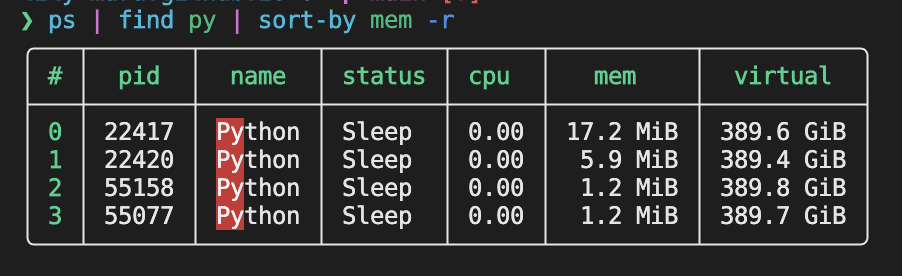 ❯ ps | find py | sort-by mem -r
# pid name status cpu mem virtual
0 22417 Python Sleep 0.00 17.2 MiB 389.6 GiB
1 22420 Python Sleep 0.00 5.9 MiB 389.4 GiB
2 55158 Python Sleep 0.00 1.2 MiB 389.8 GiB
3 55077 Python Sleep 0.00 1.2 MiB 389.7 GiB